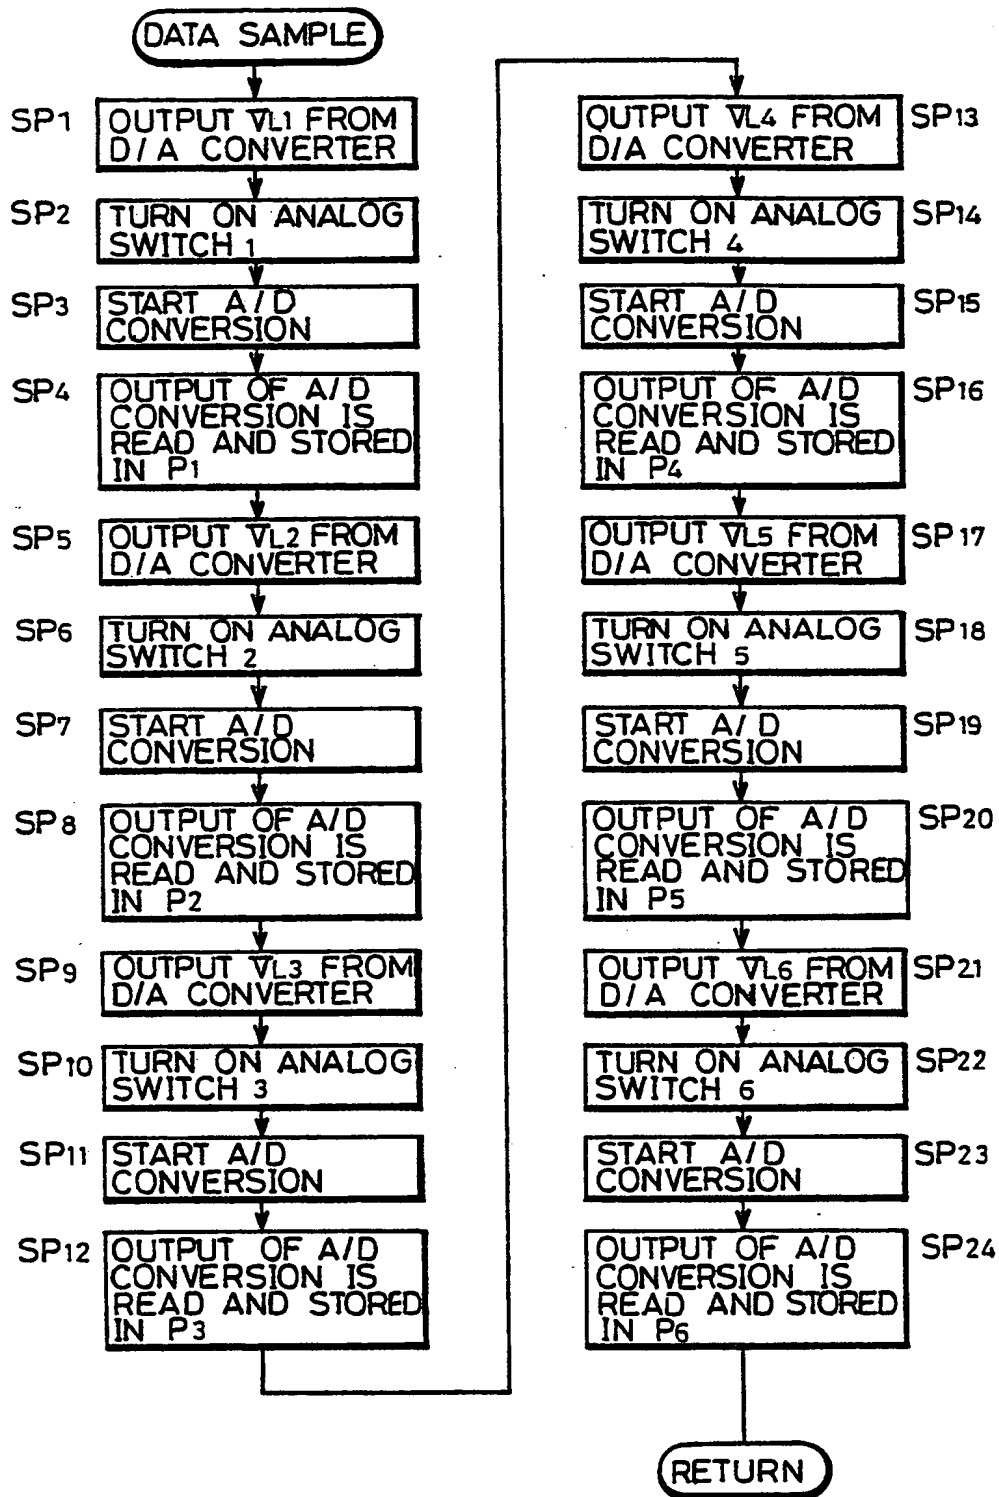 DATA SAMPLE
SP1
OUTPUT VL1 FROM
D/A CONVERTER
SP2
TURN ON ANALOG
SWITCH 1
SP3
START A/D
CONVERSION
SP4
OUTPUT OF A/D
CONVERSION IS
READ AND STORED
IN P1
SP5
OUTPUT VL2 FROM
D/A CONVERTER
SP6
TURN ON ANALOG
SWITCH 2
SP7
START A/D
CONVERSION
SP8
OUTPUT OF A/D
CONVERSION IS
READ AND STORED
IN P2
SP9
OUTPUT VL3 FROM
D/A CONVERTER
SP10
TURN ON ANALOG
SWITCH 3
SP11
START A/D
CONVERSION
SP12
OUTPUT OF A/D
CONVERSION IS
READ AND STORED
IN P3
SP13
OUTPUT VL4 FROM
D/A CONVERTER
SP14
TURN ON ANALOG
SWITCH 4
SP15
START A/D
CONVERSION
SP16
OUTPUT OF A/D
CONVERSION IS
READ AND STORED
IN P4
SP17
OUTPUT VL5 FROM
D/A CONVERTER
SP18
TURN ON ANALOG
SWITCH 5
SP19
START A/D
CONVERSION
SP20
OUTPUT OF A/D
CONVERSION IS
READ AND STORED
IN P5
SP21
OUTPUT VL6 FROM
D/A CONVERTER
SP22
TURN ON ANALOG
SWITCH 6
SP23
START A/D
CONVERSION
SP24
OUTPUT OF A/D
CONVERSION IS
READ AND STORED
IN P6
RETURN